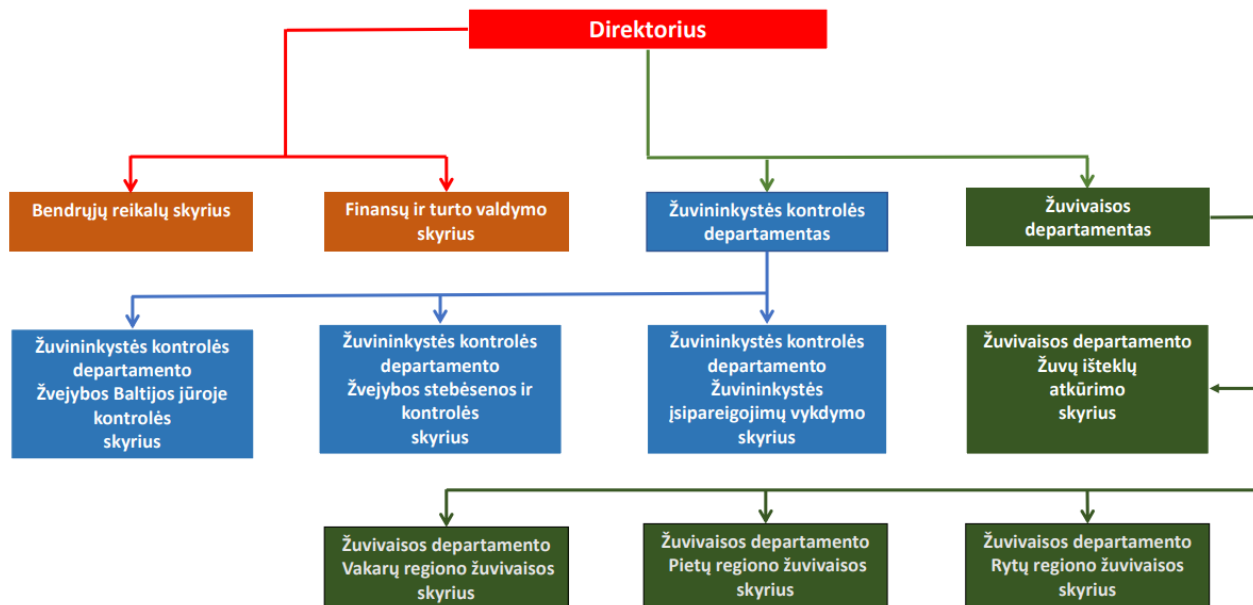 Direktorius
Bendrųjų reikalų skyrius
Finansų ir turto valdymo
skyrius
Žuvininkystės kontrolės
departamentas
Žuvivaisos
departamentas
Žuvininkystės kontrolės
departamento
Žvejybos Baltijos jūroje
kontrolės
skyrius
Žuvininkystės kontrolės
departamento
Žvejybos stebėsenos ir
kontrolės
skyrius
Žuvininkystės kontrolės
departamento
Žuvininkystės
įsipareigojimų vykdymo
skyrius
Žuvivaisos departamento
Žuvų išteklų
atkūrimo
skyrius
Žuvivaisos departamento
Vakarų regiono žuvivaisos
skyrius
Žuvivaisos departamento
Pietų regiono žuvivaisos
skyrius
Žuvivaisos departamento
Rytų regiono žuvivaisos
skyrius